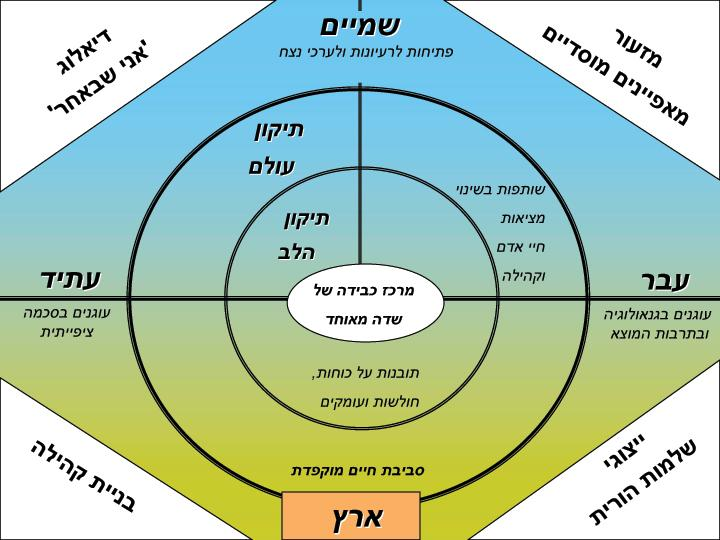 שמיים
פתיחות לרעיונות ולערכי נצח
מזעור
מאפיינים מוסדיים
דיאלוג
'אני שבאחר'
תיקון
עולם
תיקון
הלב
שותפות בשינוי
מציאות
חיי אדם
וקהילה
עבר
עוגנים בגנאולוגיה
ובתרבות המוצא
מרכז כבידה של
שדה מאוחד
עתיד
עוגנים בסכמה
ציפייתית
תובנות על כוחות,
חולשות ועומקים
סביבת חיים מוקפדת
ארץ
ייצוגי
שלמות הורית
בניית קהילה